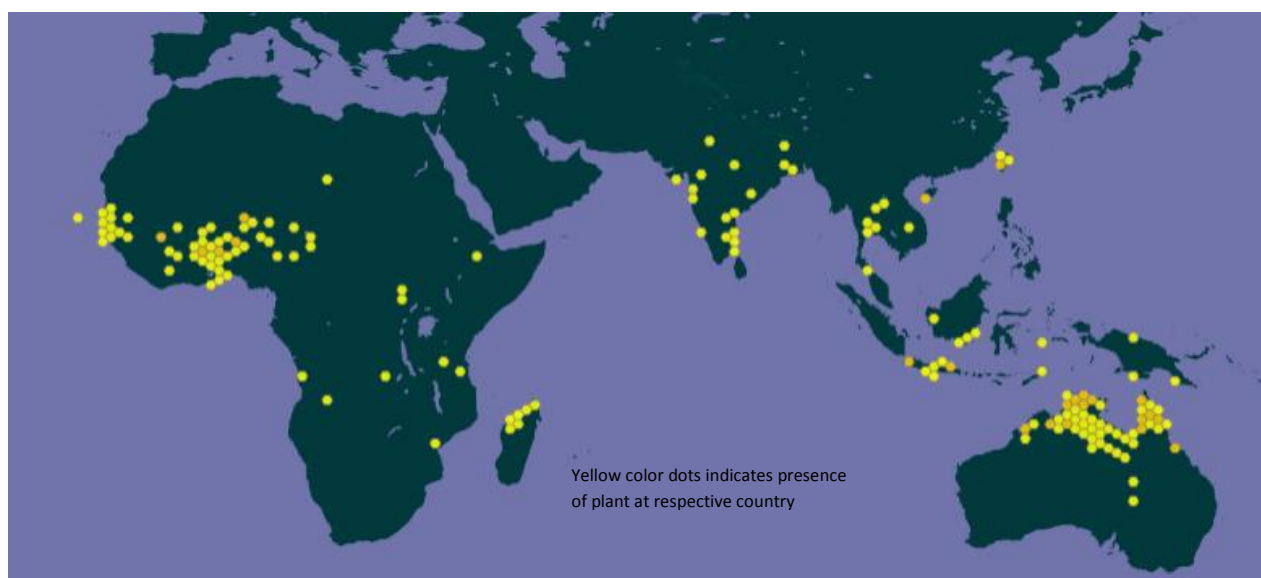 Yellow color dots indicates presence
of plant at respective country